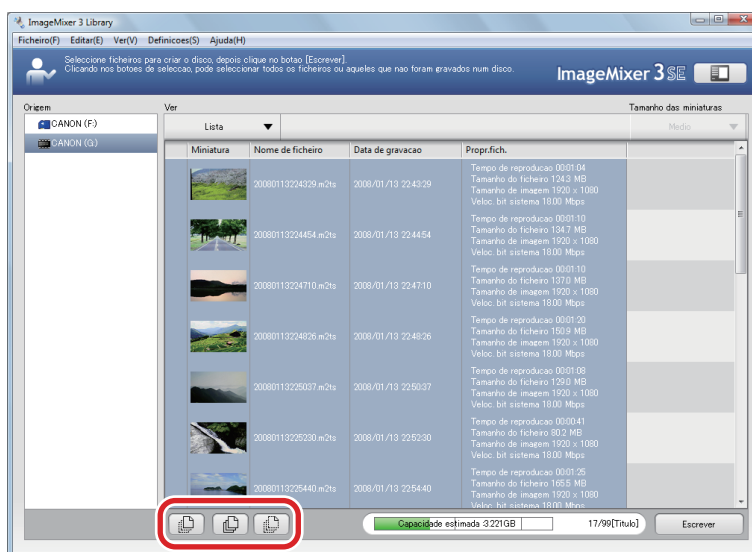 ImageMixer 3 Library
Ficheiro(F) Editar(E) Ver(V) Definicoes(S) Ajuda(H)
Seleccione ficheiros para criar o disco, depois clique no botao [Escrever].
Clicando nos botoes de seleccao, pode seleccionar todos os ficheiros ou aqueles que nao foram gravados num disco.
ImageMixer 3 SE
Origem
Ver
Tamanho das miniaturas
CANON (F:)
CANON (G:)
Lista
Medio
Miniatura Nome de ficheiro Data de gravacao Propr.fich.
20080113224329.m2ts 2008/01/13 22:43:29
Tempo de reproducao 00:01:04
Tamanho do ficheiro 124.3 MB
Tamanho de imagem 1920 x 1080
Veloc. bit sistema 18.00 Mbps
20080113224454.m2ts 2008/01/13 22:44:54
Tempo de reproducao 00:01:10
Tamanho do ficheiro 134.7 MB
Tamanho de imagem 1920 x 1080
Veloc. bit sistema 18.00 Mbps
20080113224710.m2ts 2008/01/13 22:47:10
Tempo de reproducao 00:01:10
Tamanho do ficheiro 137.0 MB
Tamanho de imagem 1920 x 1080
Veloc. bit sistema 18.00 Mbps
20080113224826.m2ts 2008/01/13 22:48:26
Tempo de reproducao 00:01:20
Tamanho do ficheiro 150.9 MB
Tamanho de imagem 1920 x 1080
Veloc. bit sistema 18.00 Mbps
20080113225037.m2ts 2008/01/13 22:50:37
Tempo de reproducao 00:01:08
Tamanho do ficheiro 129.0 MB
Tamanho de imagem 1920 x 1080
Veloc. bit sistema 18.00 Mbps
20080113225230.m2ts 2008/01/13 22:52:30
Tempo de reproducao 00:00:41
Tamanho do ficheiro 80.2 MB
Tamanho de imagem 1920 x 1080
Veloc. bit sistema 18.00 Mbps
20080113225440.m2ts 2008/01/13 22:54:40
Tempo de reproducao 00:01:25
Tamanho do ficheiro 165.5 MB
Tamanho de imagem 1920 x 1080
Veloc. bit sistema 18.00 Mbps
Capacidade estimada :3.221GB
17/99[Titulo]
Escrever